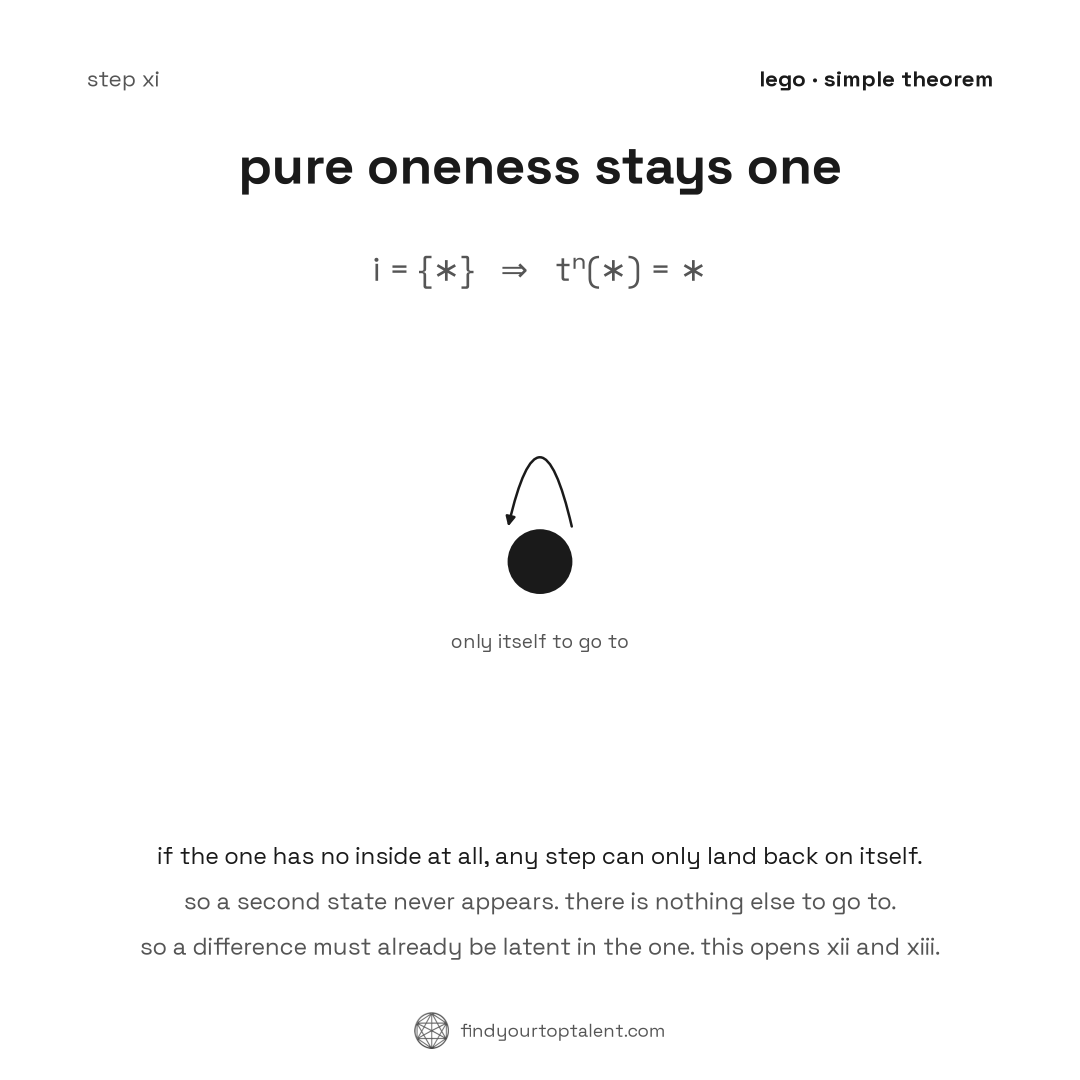 step xi
lego · simple theorem
pure oneness stays one
i = {∗} ⇒ tⁿ(∗) = ∗
only itself to go to
if the one has no inside at all, any step can only land back on itself.
so a second state never appears. there is nothing else to go to.
so a difference must already be latent in the one. this opens xii and xiii.
findyourtoptalent.com